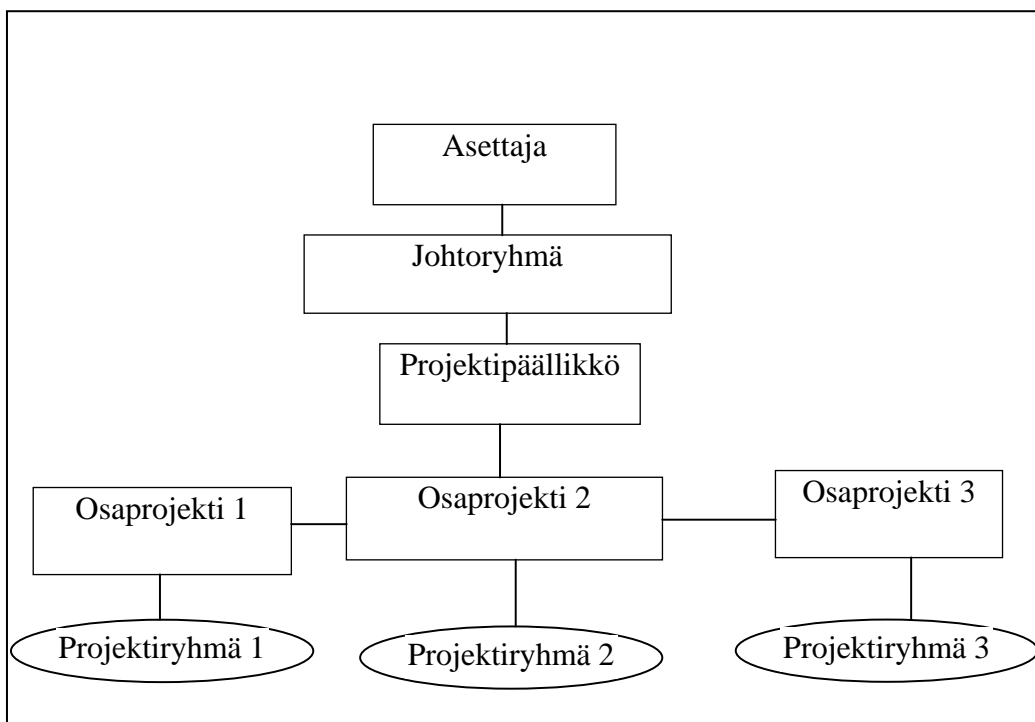 Asettaja
Johtoryhmä
Projektipäällikkö
Osaprojekti 1
Osaprojekti 2
Osaprojekti 3
Projektiryhmä 1
Projektiryhmä 2
Projektiryhmä 3